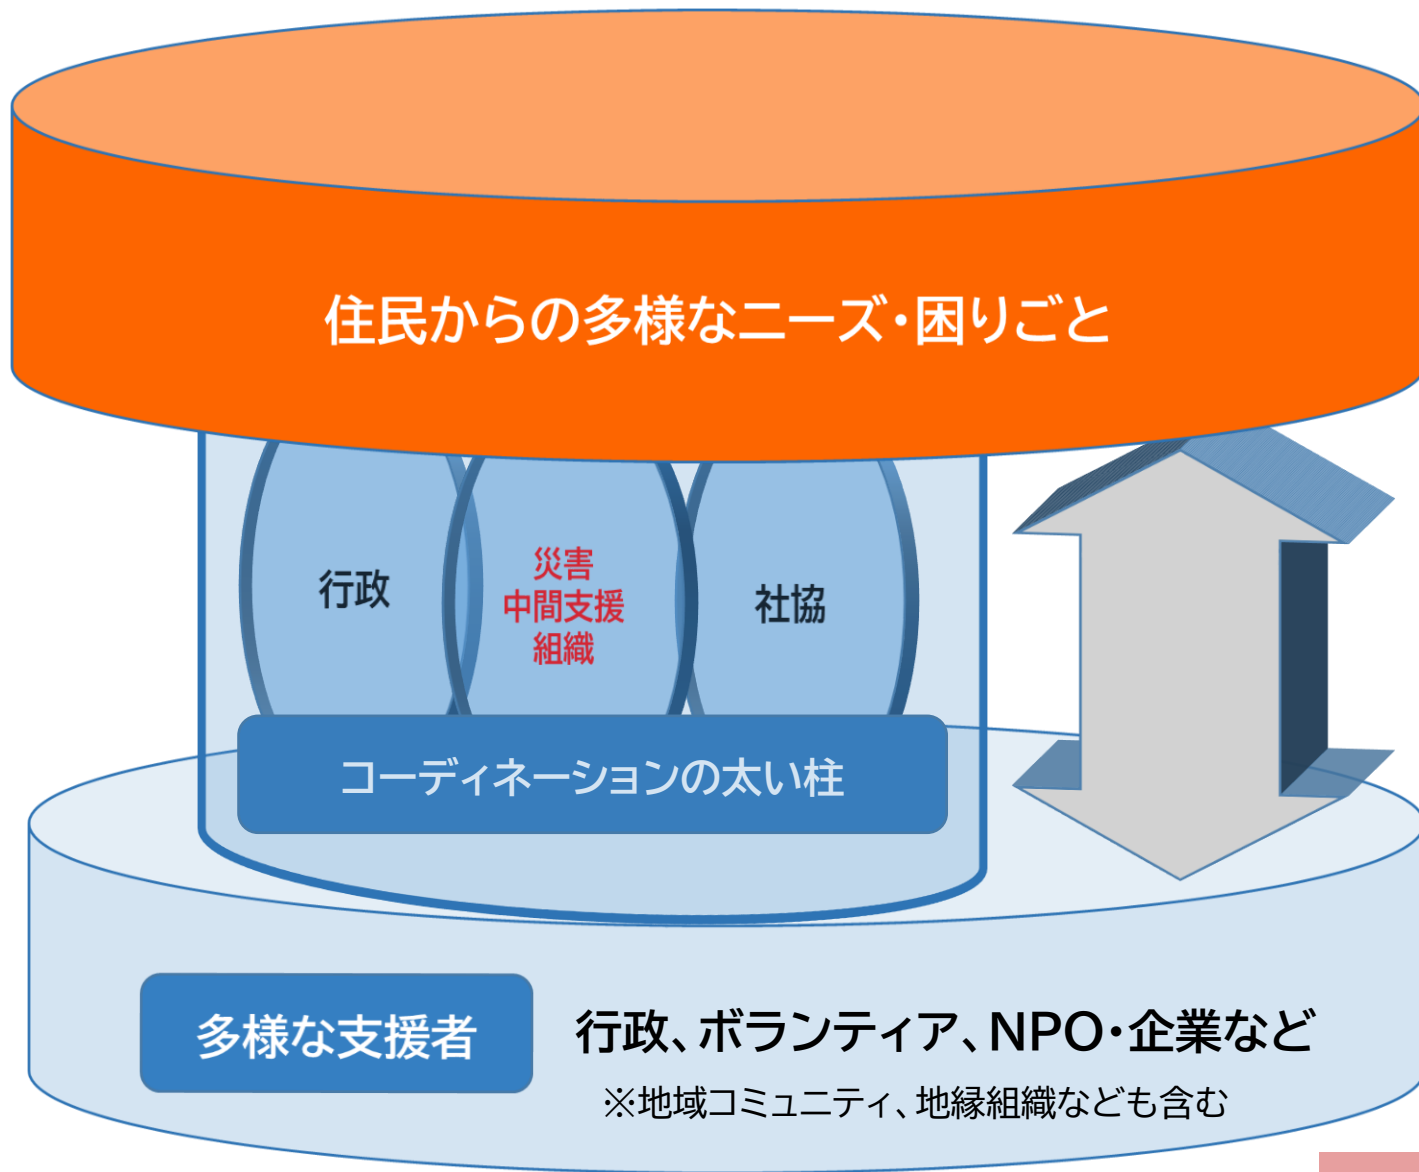 住民からの多様なニーズ・困りごと
行政
災害
中間支援
組織
社協
コーディネーションの太い柱
多様な支援者
行政、ボランティア、NPO・企業など
※地域コミュニティ、地縁組織なども含む